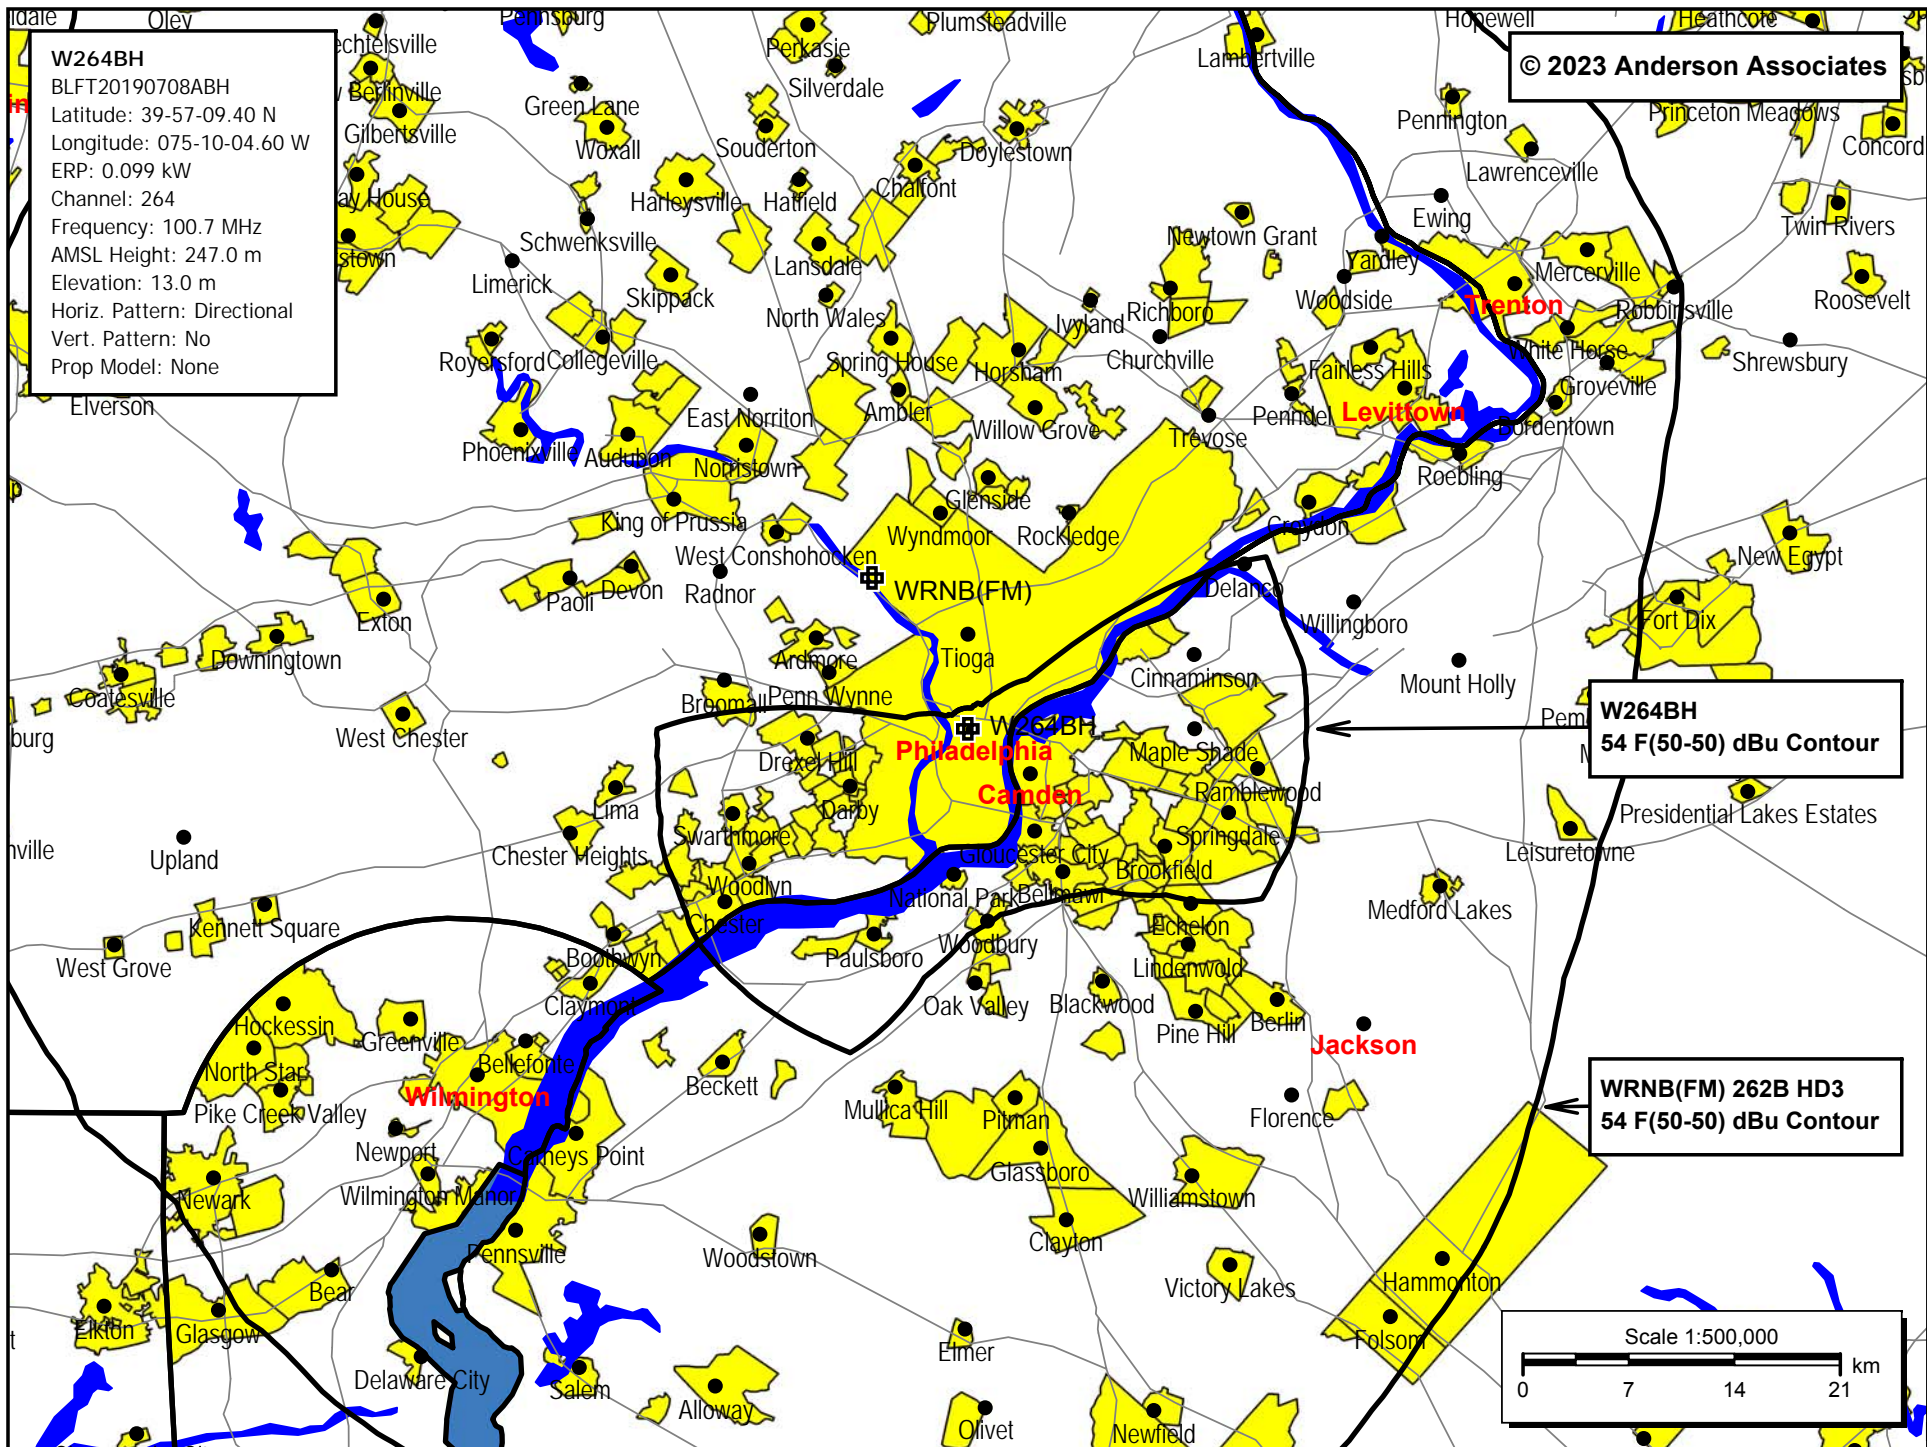 W264BH
BLFT20190708ABH
Latitude: 39-57-09.40 N
Longitude: 075-10-04.60 W
ERP: 0.099 kW
Channel: 264
Frequency: 100.7 MHz
AMSL Height: 247.0 m
Elevation: 13.0 m
Horiz. Pattern: Directional
Vert. Pattern: No
Prop Model: None
© 2023 Anderson Associates
Oley
Pennsburg
Plumsteadville
Hopewell
Heathcote
Perkasie
Silverdale
Lambertville
Green Lane
Gilbertsville
Woxall
Souderton
Doylestown
Pennington
Princeton Meadows
Concord
Lawrenceville
Harleysville
Hatfield
Chalfont
Ewing
Twin Rivers
Schwenksville
Newtown Grant
Lansdale
Yardley
Mercerville
Limerick
Skippack
Woodside
Roosevelt
Trenton
Robbinsville
North Wales
Ivyland
Richboro
Royersford
Collegeville
Spring House
Horsham
Churchville
White Horse
Shrewsbury
Fairless Hills
Groveville
Elverson
East Norriton
Ambler
Willow Grove
Penndel
Levittown
Bordentown
Trevose
Phoenixville
Audubon
Norristown
Roebling
Glenside
King of Prussia
Wyndmoor
Rockledge
Croydon
New Egypt
West Conshohocken
WRNB(FM)
Paoli
Devon
Radnor
Delanco
Exton
Willingboro
Fort Dix
Downingtown
Ardmore
Tioga
Coatesville
Broomall
Penn Wynne
Cinnaminson
Mount Holly
West Chester
W264BH
Philadelphia
W264BH
54 F(50-50) dBu Contour
Drexel Hill
Maple Shade
Camden
Ramblewood
Lima
Darby
Presidential Lakes Estates
Swarthmore
Springdale
Upland
Chester Heights
Gloucester City
Brookfield
Leisuretowne
Woodlyn
National Park
Bellmawr
Medford Lakes
Kennett Square
Chester
Echelon
West Grove
Boothwyn
Paulsboro
Woodbury
Lindenwold
Claymont
Oak Valley
Blackwood
Hockessin
Greenville
Pine Hill
Berlin
Jackson
North Star
Bellefonte
Beckett
Wilmington
Mullica Hill
Pitman
Florence
WRNB(FM) 262B HD3
54 F(50-50) dBu Contour
Pike Creek Valley
Newport
Carneys Point
Glassboro
Newark
Wilmington Manor
Williamstown
Pennsville
Woodstown
Clayton
Bear
Victory Lakes
Hammonton
Elkton
Glasgow
Elmer
Folsom
Delaware City
Salem
Alloway
Olivet
Newfield
Scale 1:500,000
km
0 7 14 21